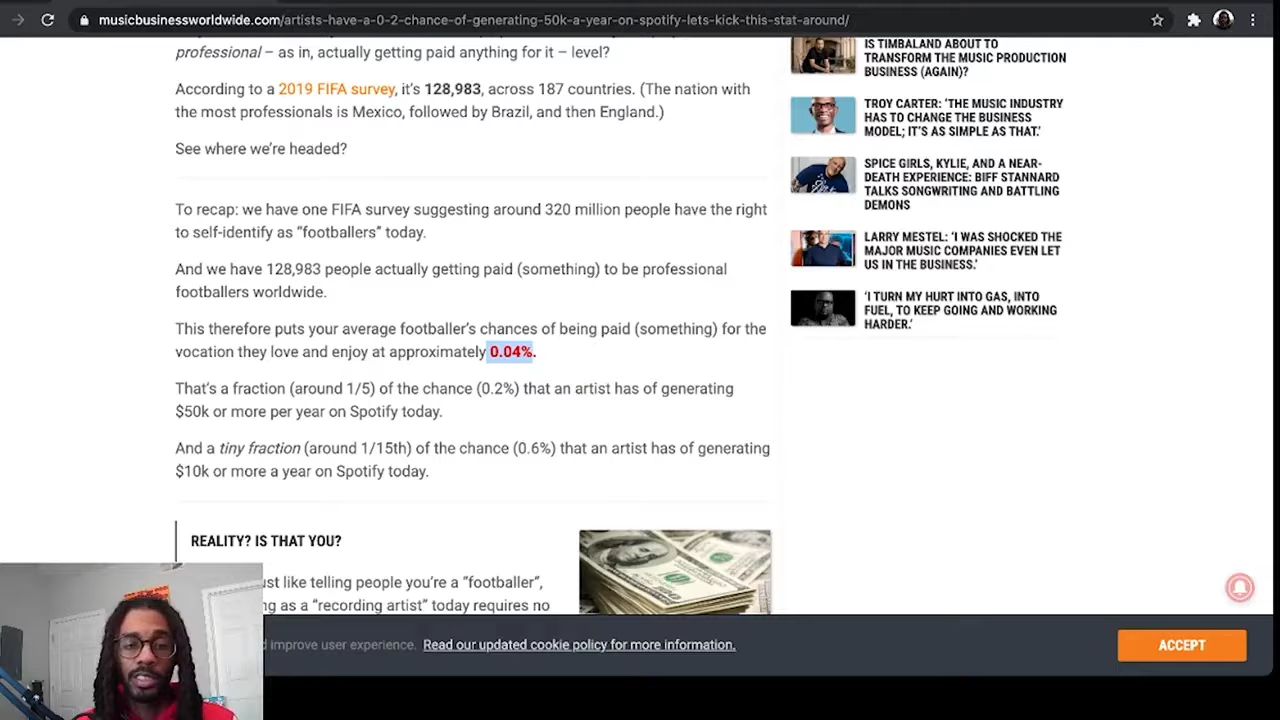 musicbusinessworldwide.com/artists-have-a-0-2-chance-of-generating-50k-a-year-on-spotify-lets-kick-this-stat-around/
professional – as in, actually getting paid anything for it – level?
According to a 2019 FIFA survey, it’s 128,983, across 187 countries. (The nation with
the most professionals is Mexico, followed by Brazil, and then England.)
See where we’re headed?
To recap: we have one FIFA survey suggesting around 320 million people have the right
to self-identify as “footballers” today.
And we have 128,983 people actually getting paid (something) to be professional
footballers worldwide.
This therefore puts your average footballer’s chances of being paid (something) for the
vocation they love and enjoy at approximately 0.04%.
That’s a fraction (around 1/5) of the chance (0.2%) that an artist has of generating
$50k or more per year on Spotify today.
And a tiny fraction (around 1/15th) of the chance (0.6%) that an artist has of generating
$10k or more a year on Spotify today.
REALITY? IS THAT YOU?
ust like telling people you’re a “footballer”,
ng as a “recording artist” today requires no
IS TIMBALAND ABOUT TO
TRANSFORM THE MUSIC PRODUCTION
BUSINESS (AGAIN)?
TROY CARTER: ‘THE MUSIC INDUSTRY
HAS TO CHANGE THE BUSINESS
MODEL; IT’S AS SIMPLE AS THAT.’
SPICE GIRLS, KYLIE, AND A NEAR-
DEATH EXPERIENCE: BIFF STANNARD
TALKS SONGWRITING AND BATTLING
DEMONS
LARRY MESTEL: ‘I WAS SHOCKED THE
MAJOR MUSIC COMPANIES EVEN LET
US IN THE BUSINESS.’
‘I TURN MY HURT INTO GAS, INTO
FUEL, TO KEEP GOING AND WORKING
HARDER.’
improve user experience. Read our updated cookie policy for more information.
ACCEPT